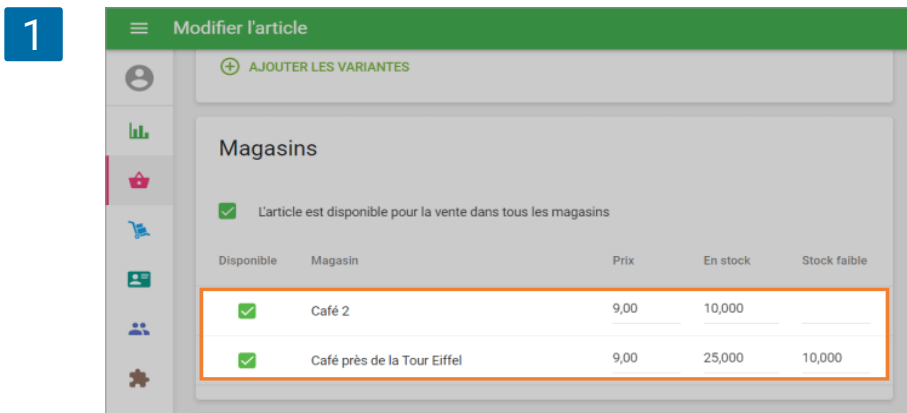 1
Modifier l'article
AJOUTER LES VARIANTES
Magasins
L'article est disponible pour la vente dans tous les magasins
Disponible Magasin Prix En stock Stock faible
Café 2 9,00 10,000
Café près de la Tour Eiffel 9,00 25,000 10,000